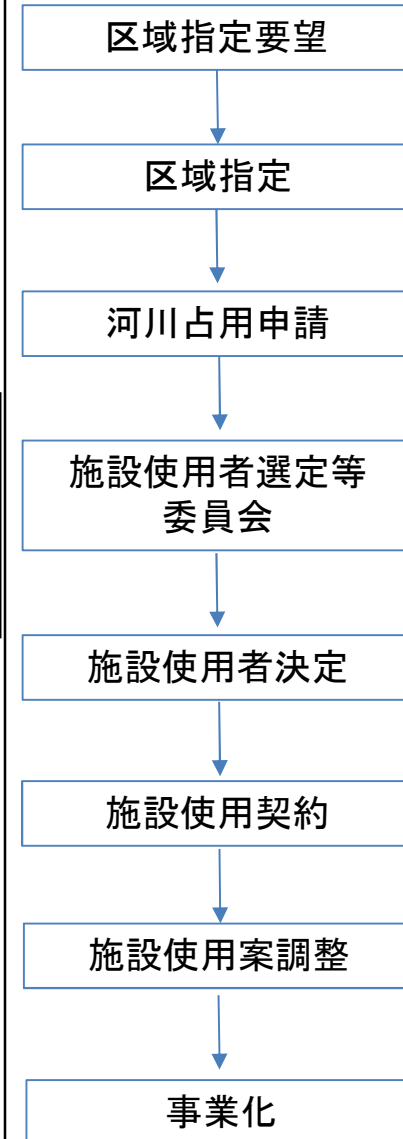 区域指定要望
区域指定
河川占用申請
施設使用者選定等
委員会
施設使用者決定
施設使用契約
施設使用案調整
事業化